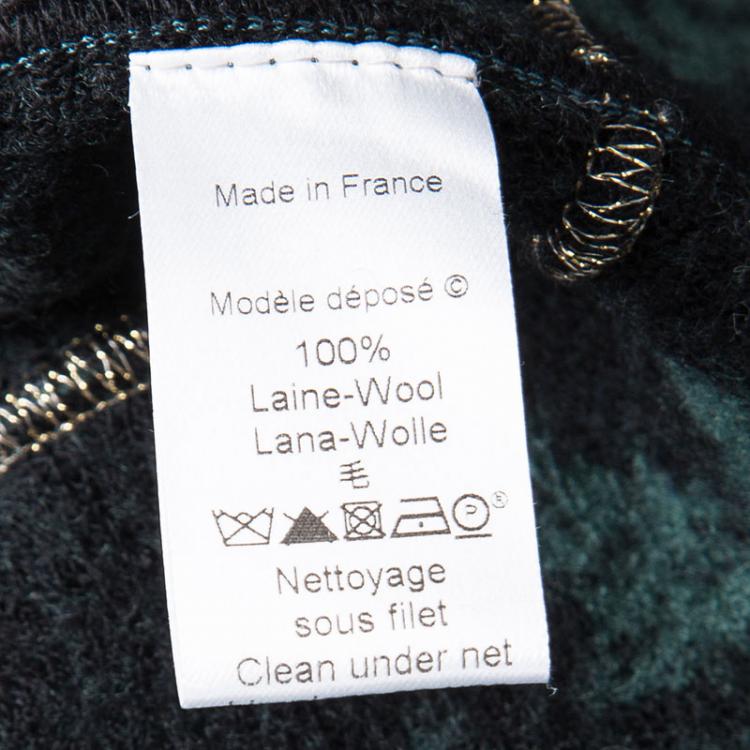 Made in France
Modèle déposé ©
100%
Laine-Wool
Lana-Wolle
毛
P
Nettoyage
sous filet
Clean under net